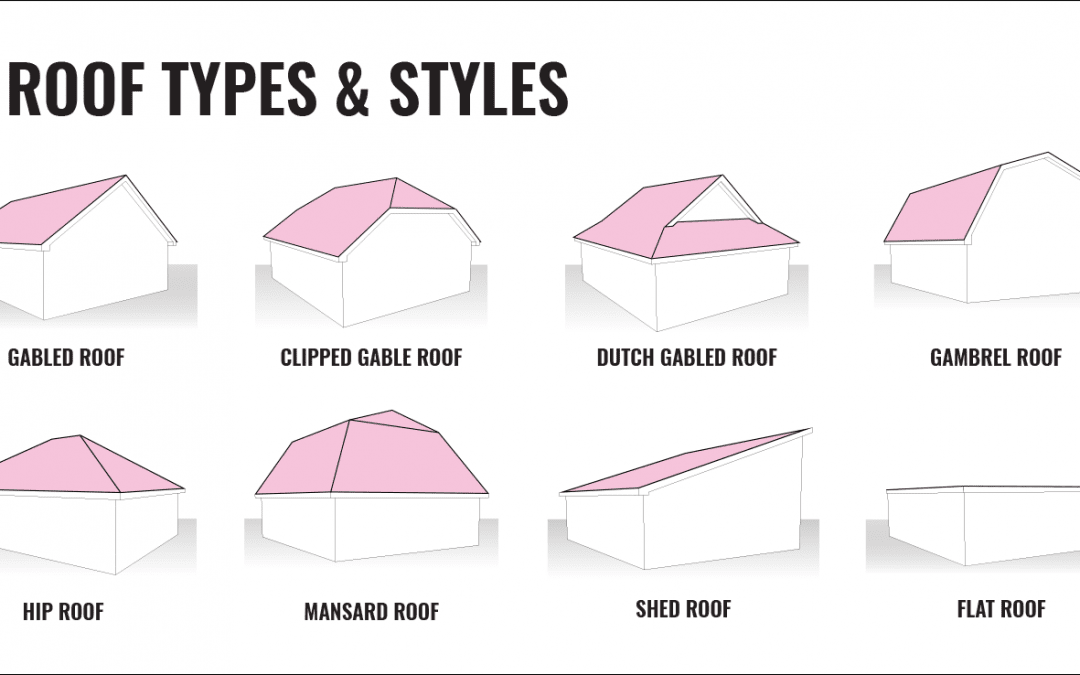 ROOF TYPES & STYLES
GABLED ROOF
CLIPPED GABLE ROOF
DUTCH GABLED ROOF
GAMBREL ROOF
HIP ROOF
MANSARD ROOF
SHED ROOF
FLAT ROOF